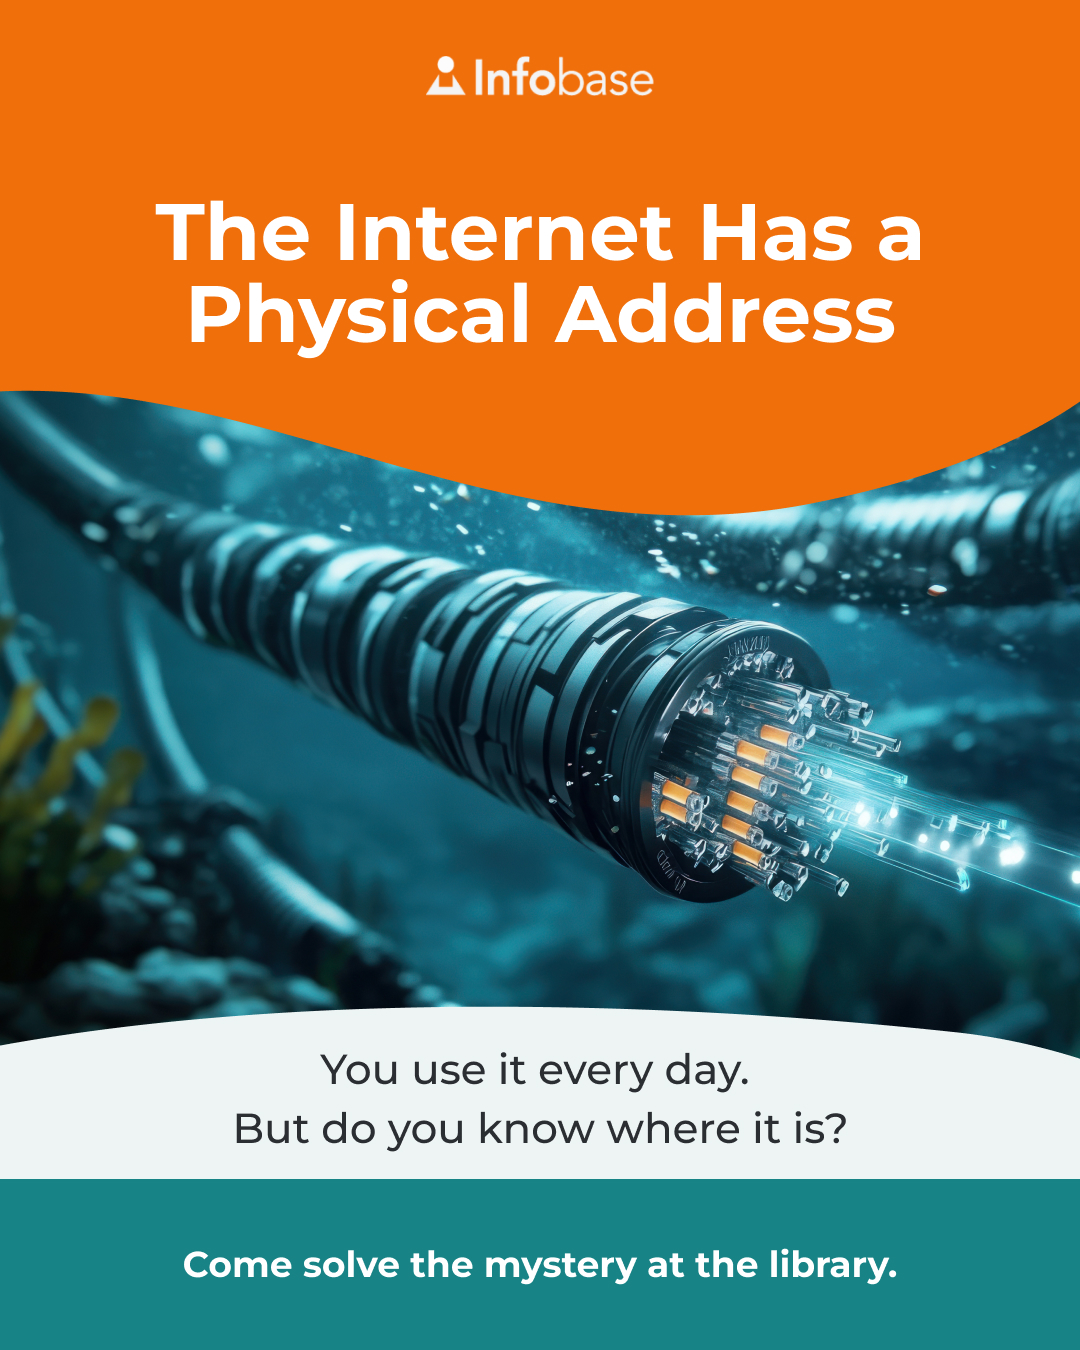 Infobase
The Internet Has a
Physical Address
You use it every day.
But do you know where it is?
Come solve the mystery at the library.